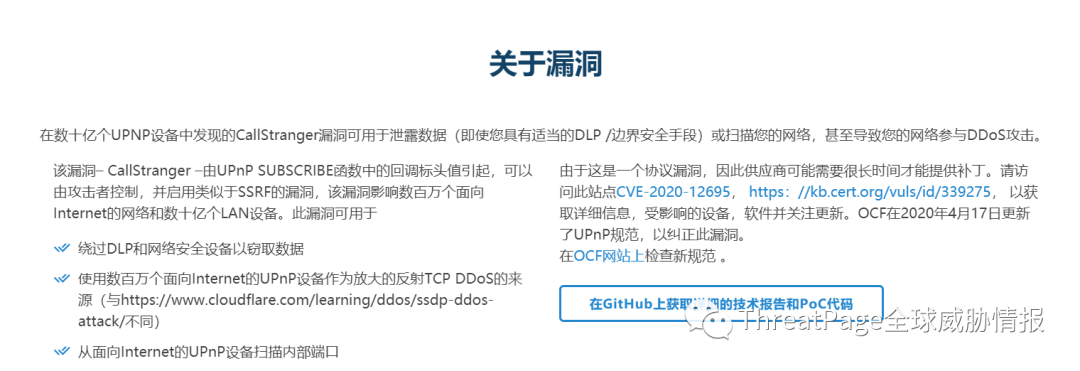 关于漏洞
在数十亿个UPNP设备中发现的CallStranger漏洞可用于泄露数据（即使您具有适当的DLP /边界安全手段）或扫描您的网络，甚至导致您的网络参与DDoS攻击。
该漏洞– CallStranger –由UPnP SUBSCRIBE函数中的回调标头值引起，可以
由攻击者控制，并启用类似于SSRF的漏洞，该漏洞影响数百万个面向
Internet的网络和数十亿个LAN设备。此漏洞可用于
绕过DLP和网络安全设备以窃取数据
使用数百万个面向Internet的UPnP设备作为放大的反射TCP DDoS的来
源（与https://www.cloudflare.com/learning/ddos/ssdp-ddos-
attack/不同）
从面向Internet的UPnP设备扫描内部端口
由于这是一个协议漏洞，因此供应商可能需要很长时间才能提供补丁。请访
问此站点CVE-2020-12695， https：//kb.cert.org/vuls/id/339275， 以获
取详细信息，受影响的设备，软件并关注更新。OCF在2020年4月17日更新
了UPnP规范，以纠正此漏洞。
在OCF网站上检查新规范 。
在GitHub上获取详细的技术报告和PoC代码
ThreatPage全球威胁情报